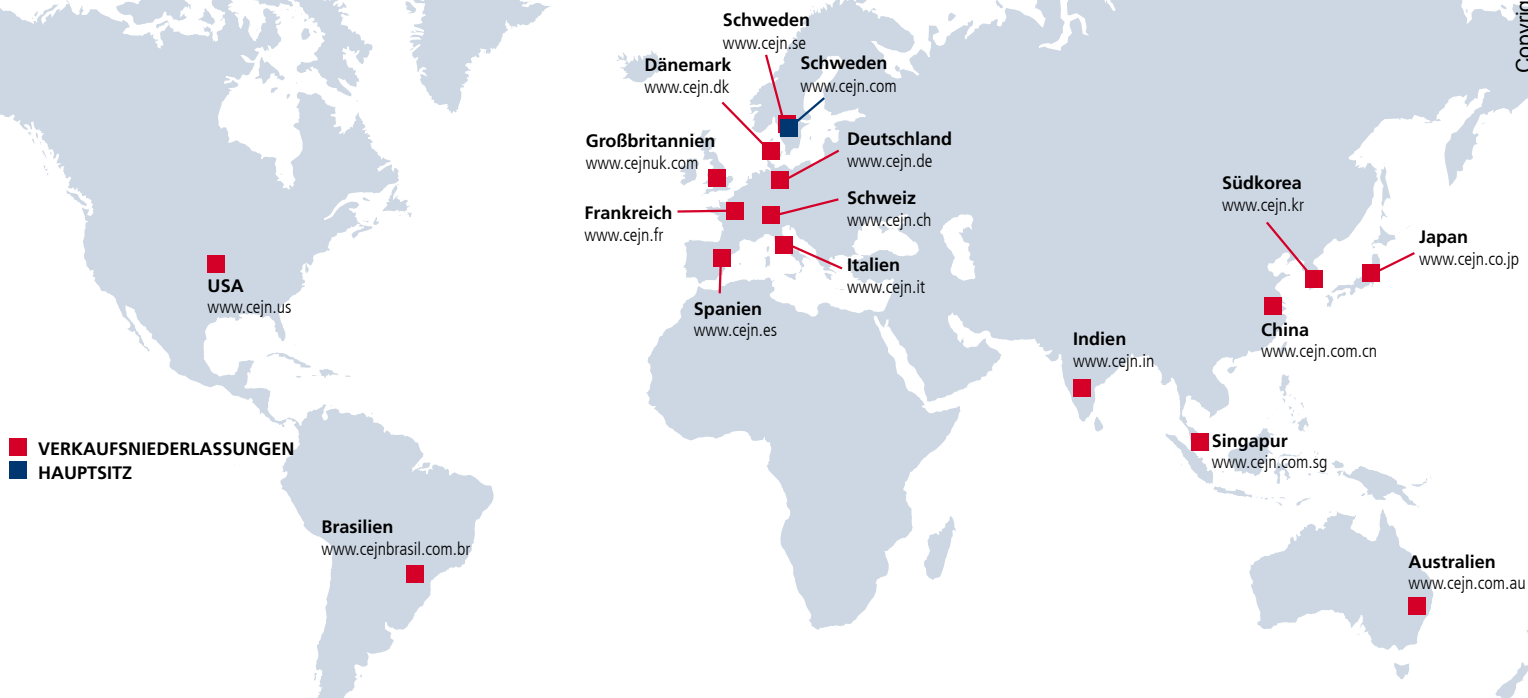 Schweden
www.cejn.se
Dänemark
www.cejn.dk
Schweden
www.cejn.com
Großbritannien
www.cejnuk.com
Deutschland
www.cejn.de
Frankreich
www.cejn.fr
Schweiz
www.cejn.ch
Italien
www.cejn.it
Spanien
www.cejn.es
USA
www.cejn.us
Südkorea
www.cejn.kr
Japan
www.cejn.co.jp
China
www.cejn.com.cn
Indien
www.cejn.in
Singapur
www.cejn.com.sg
VERKAUFSNIEDERLASSUNGEN
HAUPTSITZ
Brasilien
www.cejnbrasil.com.br
Australien
www.cejn.com.au